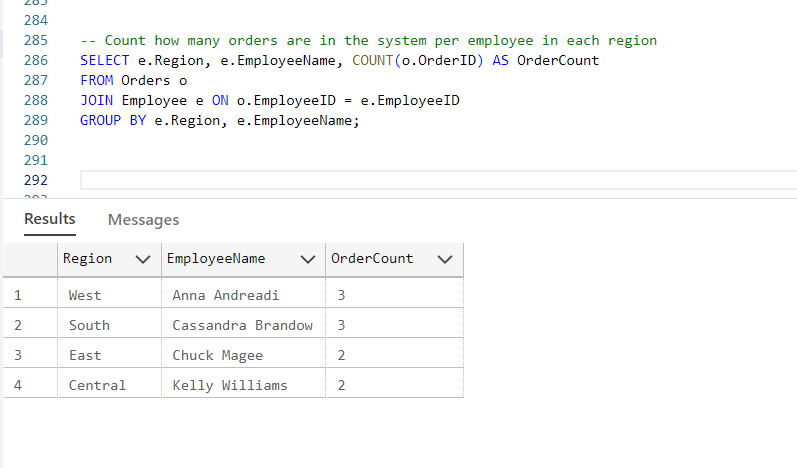 283
284
285 -- Count how many orders are in the system per employee in each region
286 SELECT e.Region, e.EmployeeName, COUNT(o.OrderID) AS OrderCount
287 FROM Orders o
288 JOIN Employee e ON o.EmployeeID = e.EmployeeID
289 GROUP BY e.Region, e.EmployeeName;
290
291
292
293
Results Messages
Region EmployeeName OrderCount
1 West Anna Andreadi 3
2 South Cassandra Brandow 3
3 East Chuck Magee 2
4 Central Kelly Williams 2